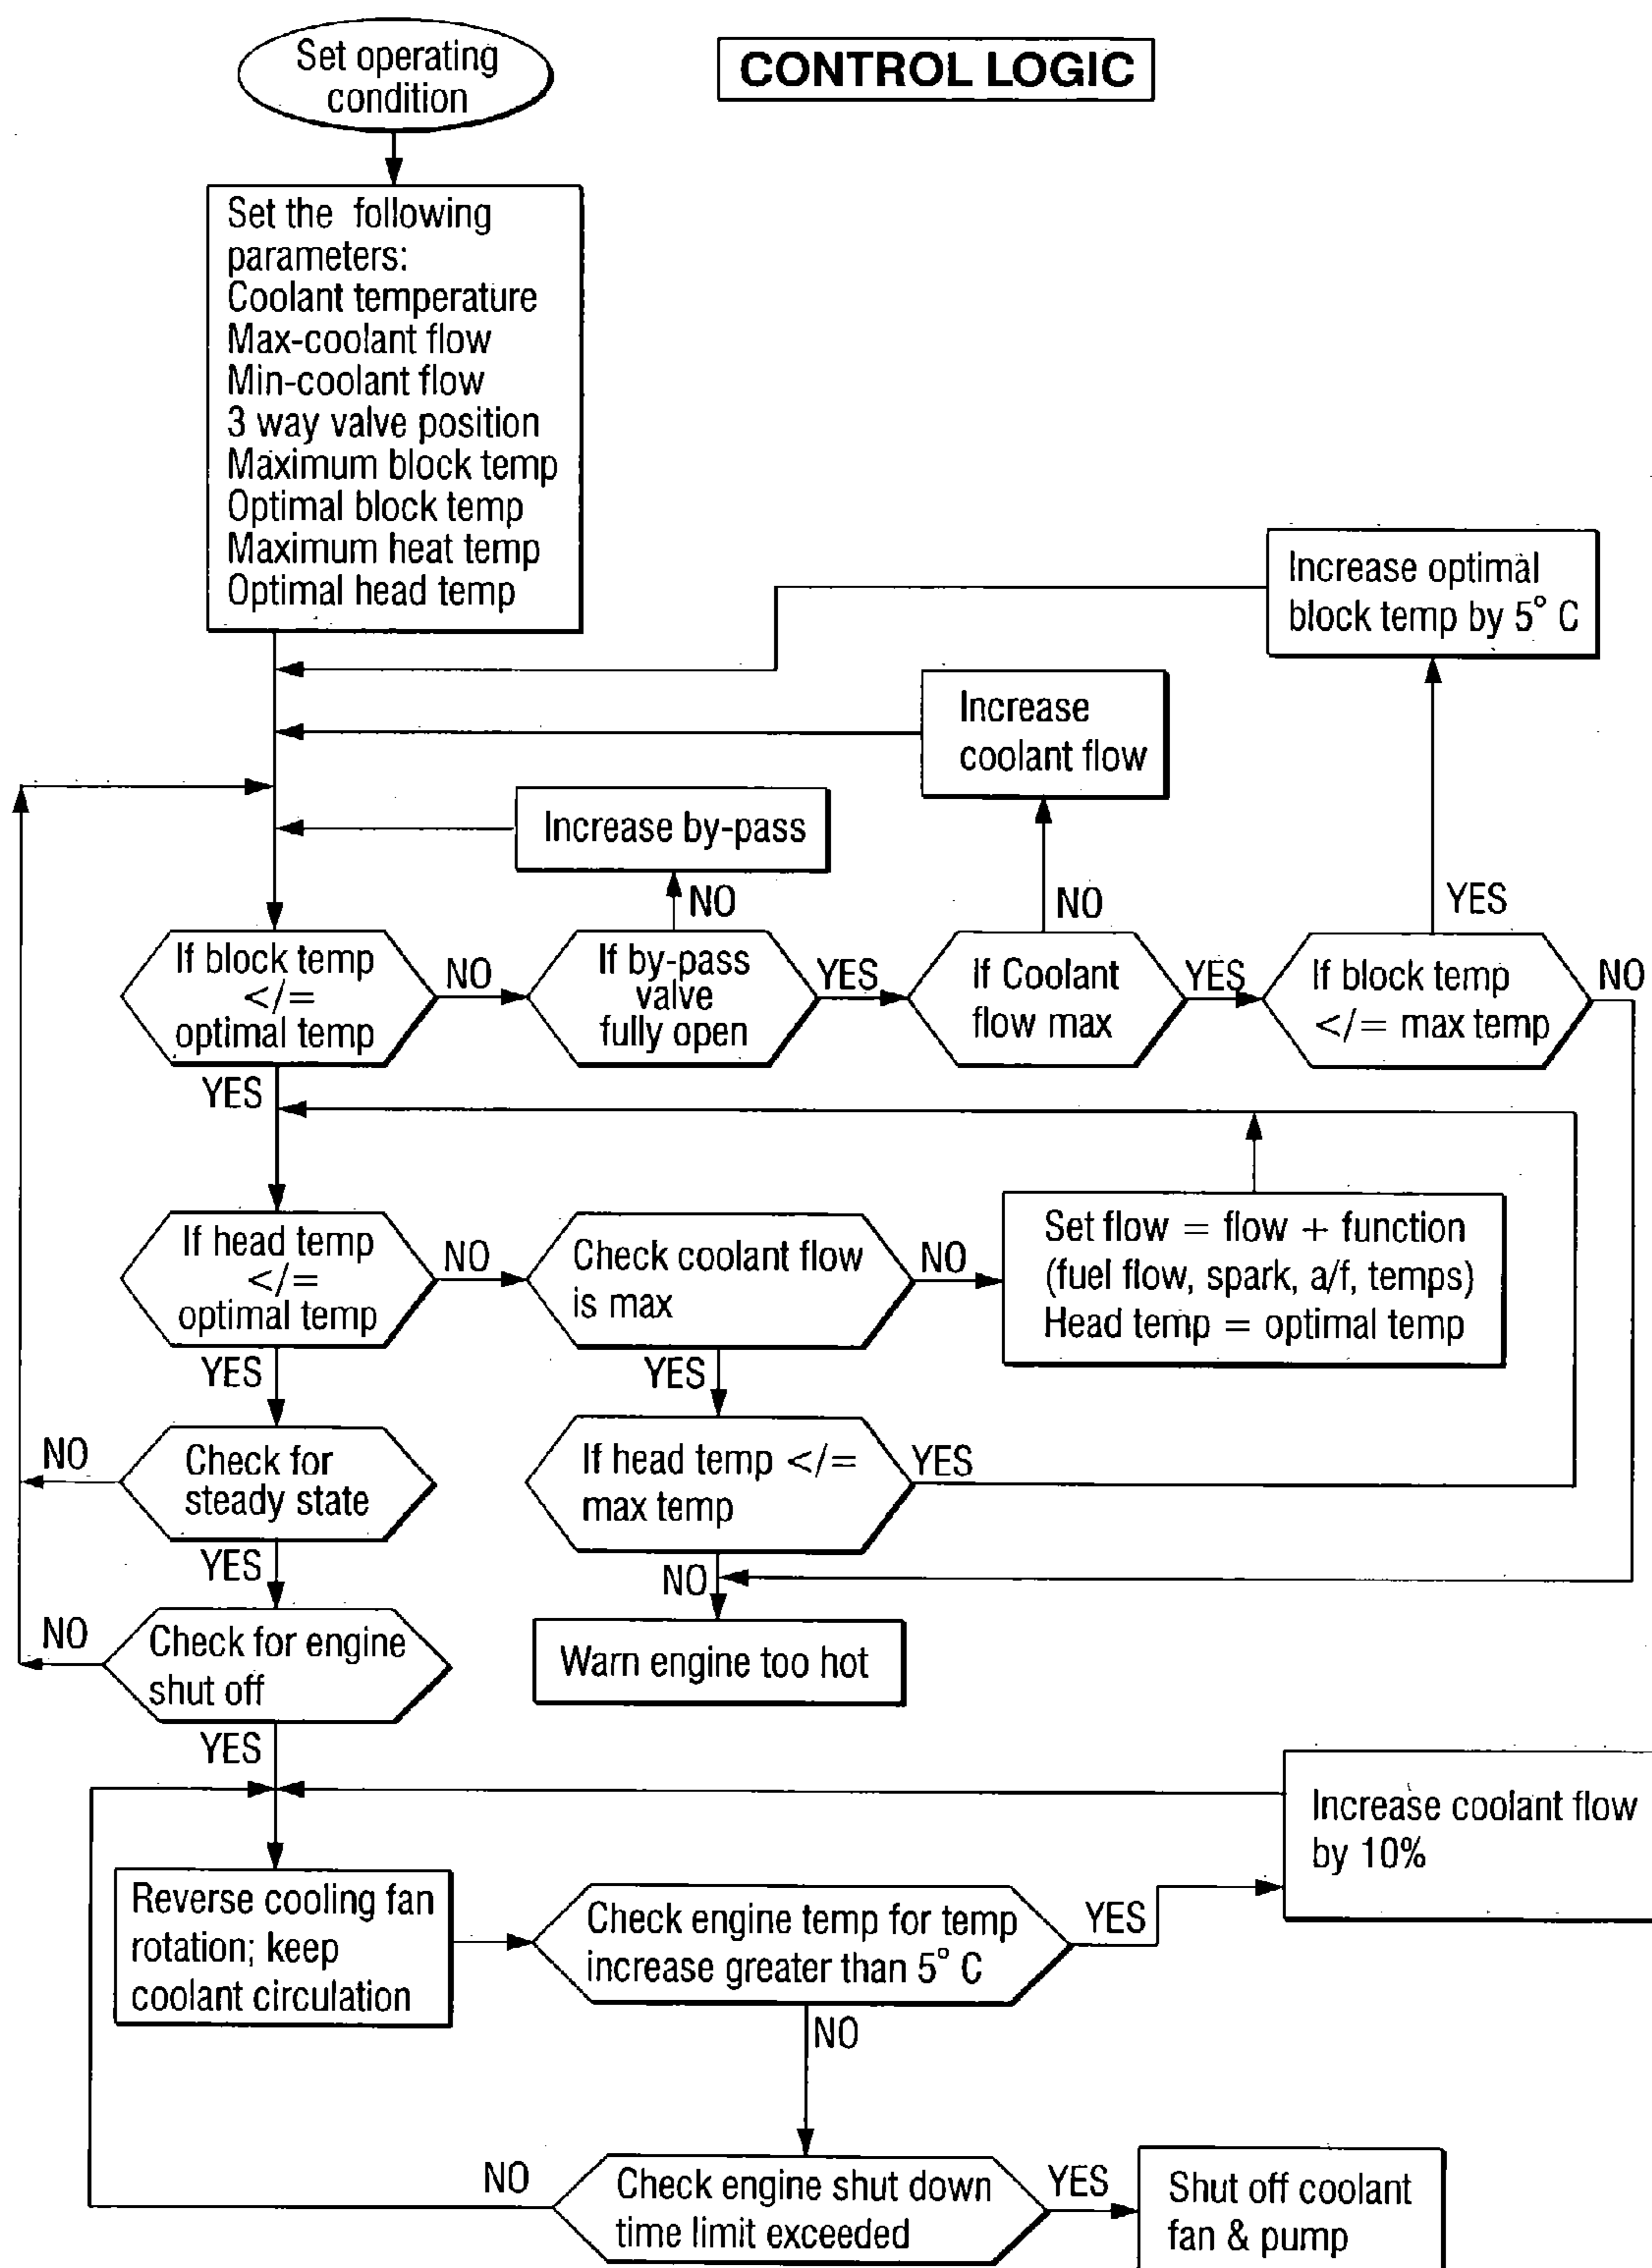 Set operating
condition
CONTROL LOGIC
Set the following
parameters:
Coolant temperature
Max-coolant flow
Min-coolant flow
3 way valve position
Maximum block temp
Optimal block temp
Maximum heat temp
Optimal head temp
Increase optimal
block temp by 5° C
Increase
coolant flow
Increase by-pass
NO
NO
YES
If block temp
</=
optimal temp
NO
If by-pass
valve
fully open
YES
If Coolant
flow max
YES
If block temp
</= max temp
NO
YES
If head temp
</=
optimal temp
NO
Check coolant flow
is max
NO
Set flow = flow + function
(fuel flow, spark, a/f, temps)
Head temp = optimal temp
YES
YES
NO
Check for
steady state
If head temp </=
max temp
YES
YES
NO
NO
Check for engine
shut off
Warn engine too hot
YES
Increase coolant flow
by 10%
Reverse cooling fan
rotation; keep
coolant circulation
Check engine temp for temp
increase greater than 5° C
YES
NO
NO
Check engine shut down
time limit exceeded
YES
Shut off coolant
fan & pump